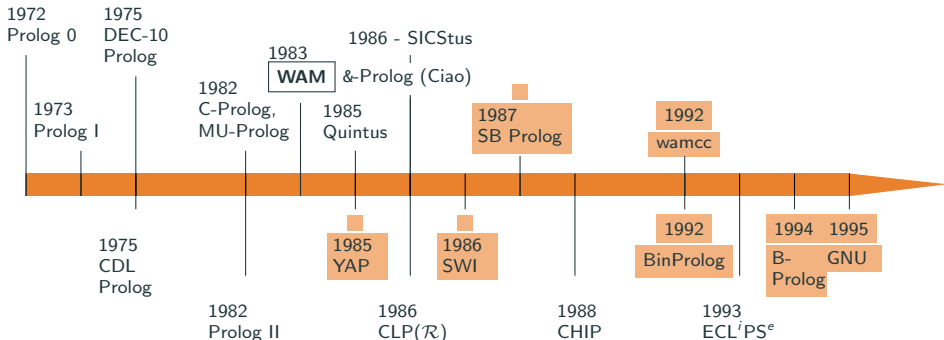 1972
Prolog 0
1973
Prolog I
1975
DEC-10
Prolog
1982
C-Prolog,
MU-Prolog
1983
WAM
1985
Quintus
1986 - SICStus
&-Prolog (Ciao)
1987
SB Prolog
1992
wamcc
1975
CDL
Prolog
1982
Prolog II
1985
YAP
1986
CLP(ℛ)
1986
SWI
1988
CHIP
1992
BinProlog
1993
ECLⁱPSᵉ
1994
B-
Prolog
1995
GNU